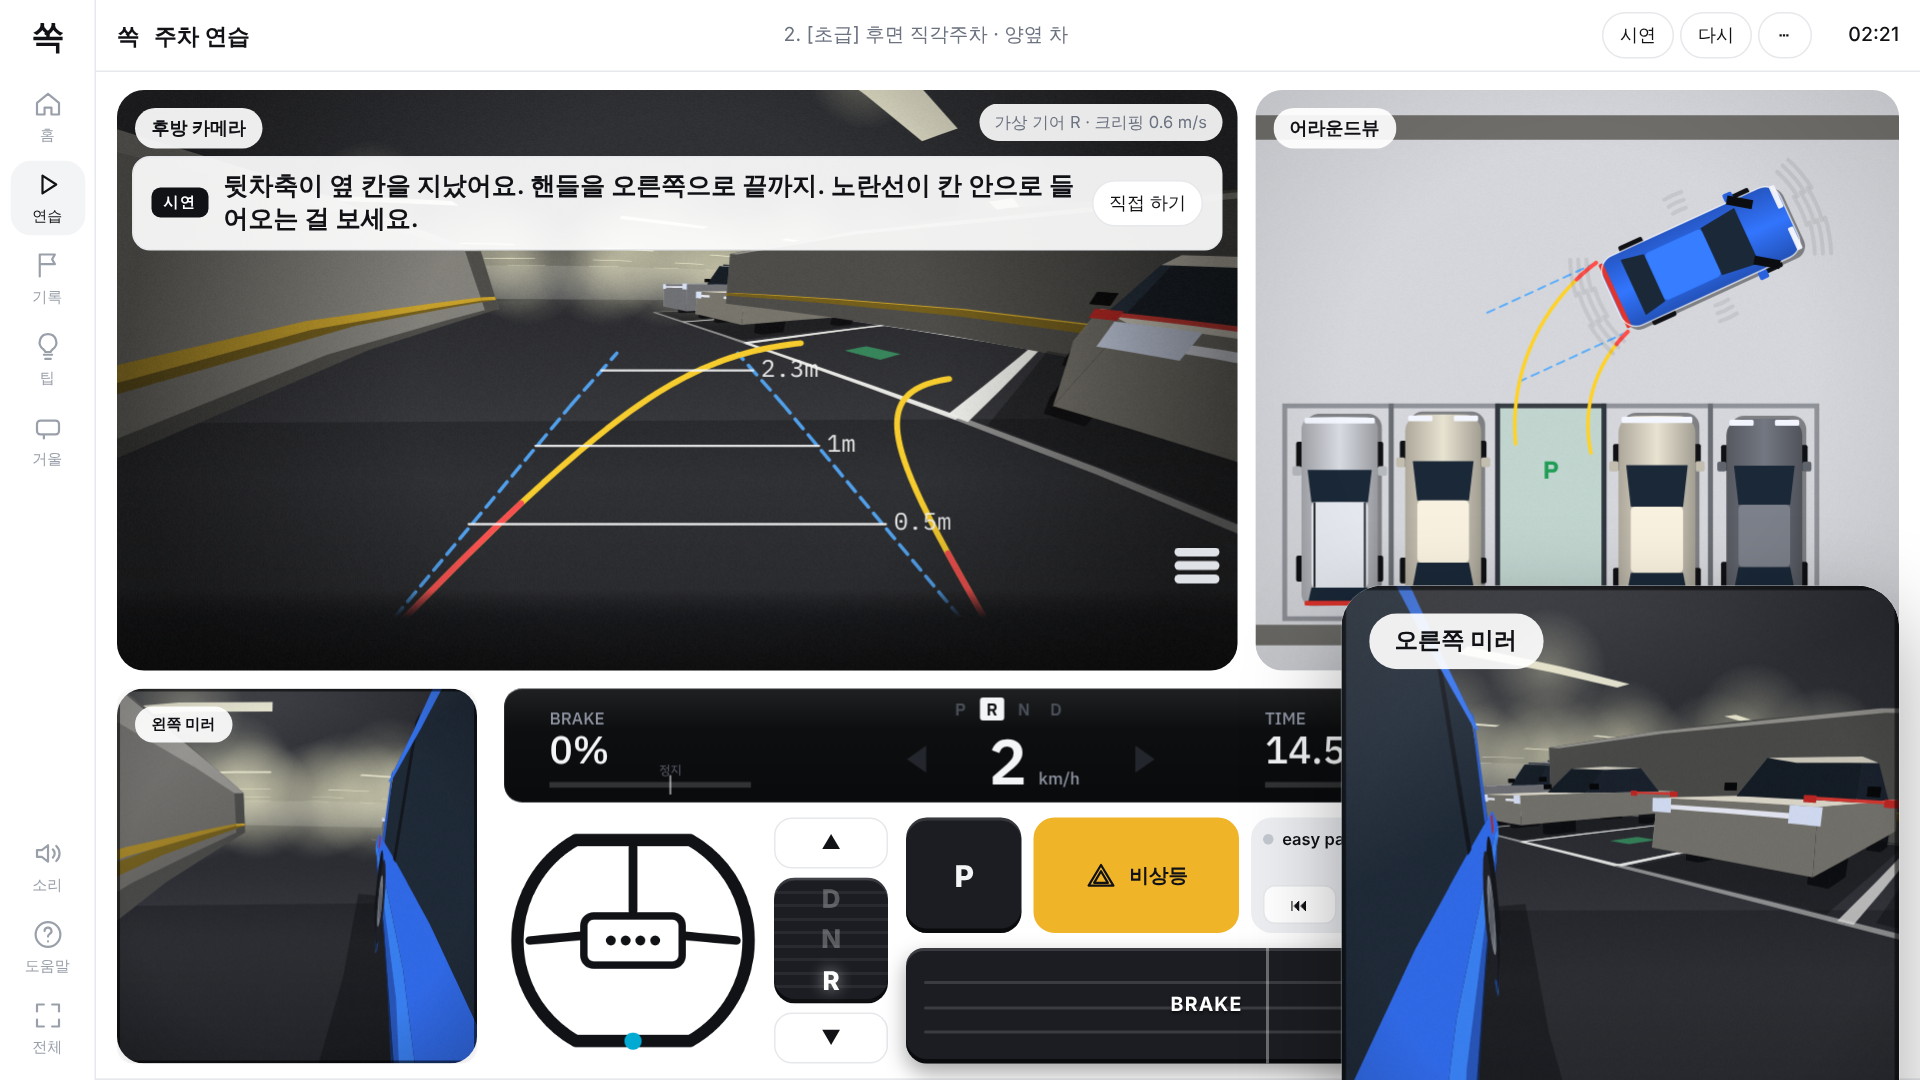 쏙
홈
연습
기록
팁
거울
소리
도움말
전체
쏙 주차 연습
2. [초급] 후면 직각주차 · 양옆 차
시연
다시
···
02:21
후방 카메라
가상 기어 R · 크리핑 0.6 m/s
시연
뒷차축이 옆 칸을 지났어요. 핸들을 오른쪽으로 끝까지. 노란선이 칸 안으로 들
어오는 걸 보세요.
직접 하기
2.3m
1m
0.5m
어라운드뷰
P
왼쪽 미러
BRAKE
0%
정지
P R N D
2 km/h
TIME
14.5
D
N
R
P
비상등
easy pa
BRAKE
오른쪽 미러